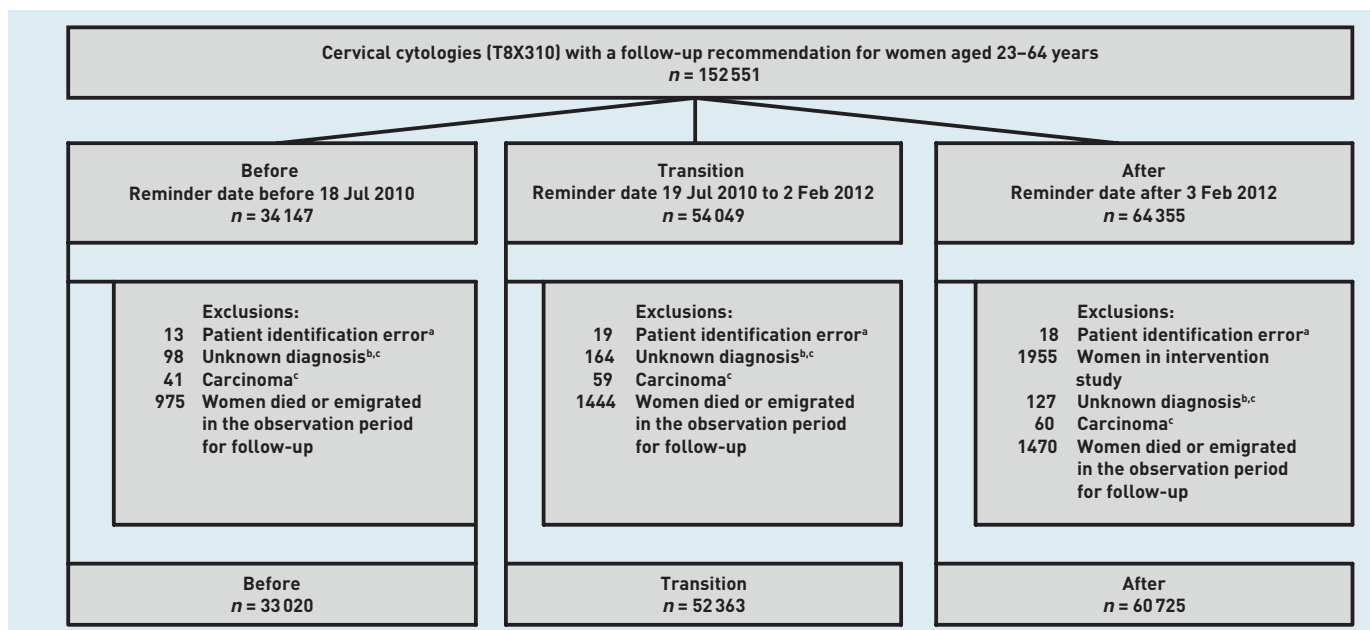 Cervical cytologies (T8X310) with a follow-up recommendation for women aged 23–64 years
n = 152 551
Before
Reminder date before 18 Jul 2010
n = 34 147
Transition
Reminder date 19 Jul 2010 to 2 Feb 2012
n = 54 049
After
Reminder date after 3 Feb 2012
n = 64 355
Exclusions:
13 Patient identification errorᵃ
98 Unknown diagnosisᵇ,ᶜ
41 Carcinomaᶜ
975 Women died or emigrated
in the observation period
for follow-up
Exclusions:
19 Patient identification errorᵃ
164 Unknown diagnosisᵇ,ᶜ
59 Carcinomaᶜ
1444 Women died or emigrated
in the observation period
for follow-up
Exclusions:
18 Patient identification errorᵃ
1955 Women in intervention
study
127 Unknown diagnosisᵇ,ᶜ
60 Carcinomaᶜ
1470 Women died or emigrated
in the observation period
for follow-up
Before
n = 33 020
Transition
n = 52 363
After
n = 60 725